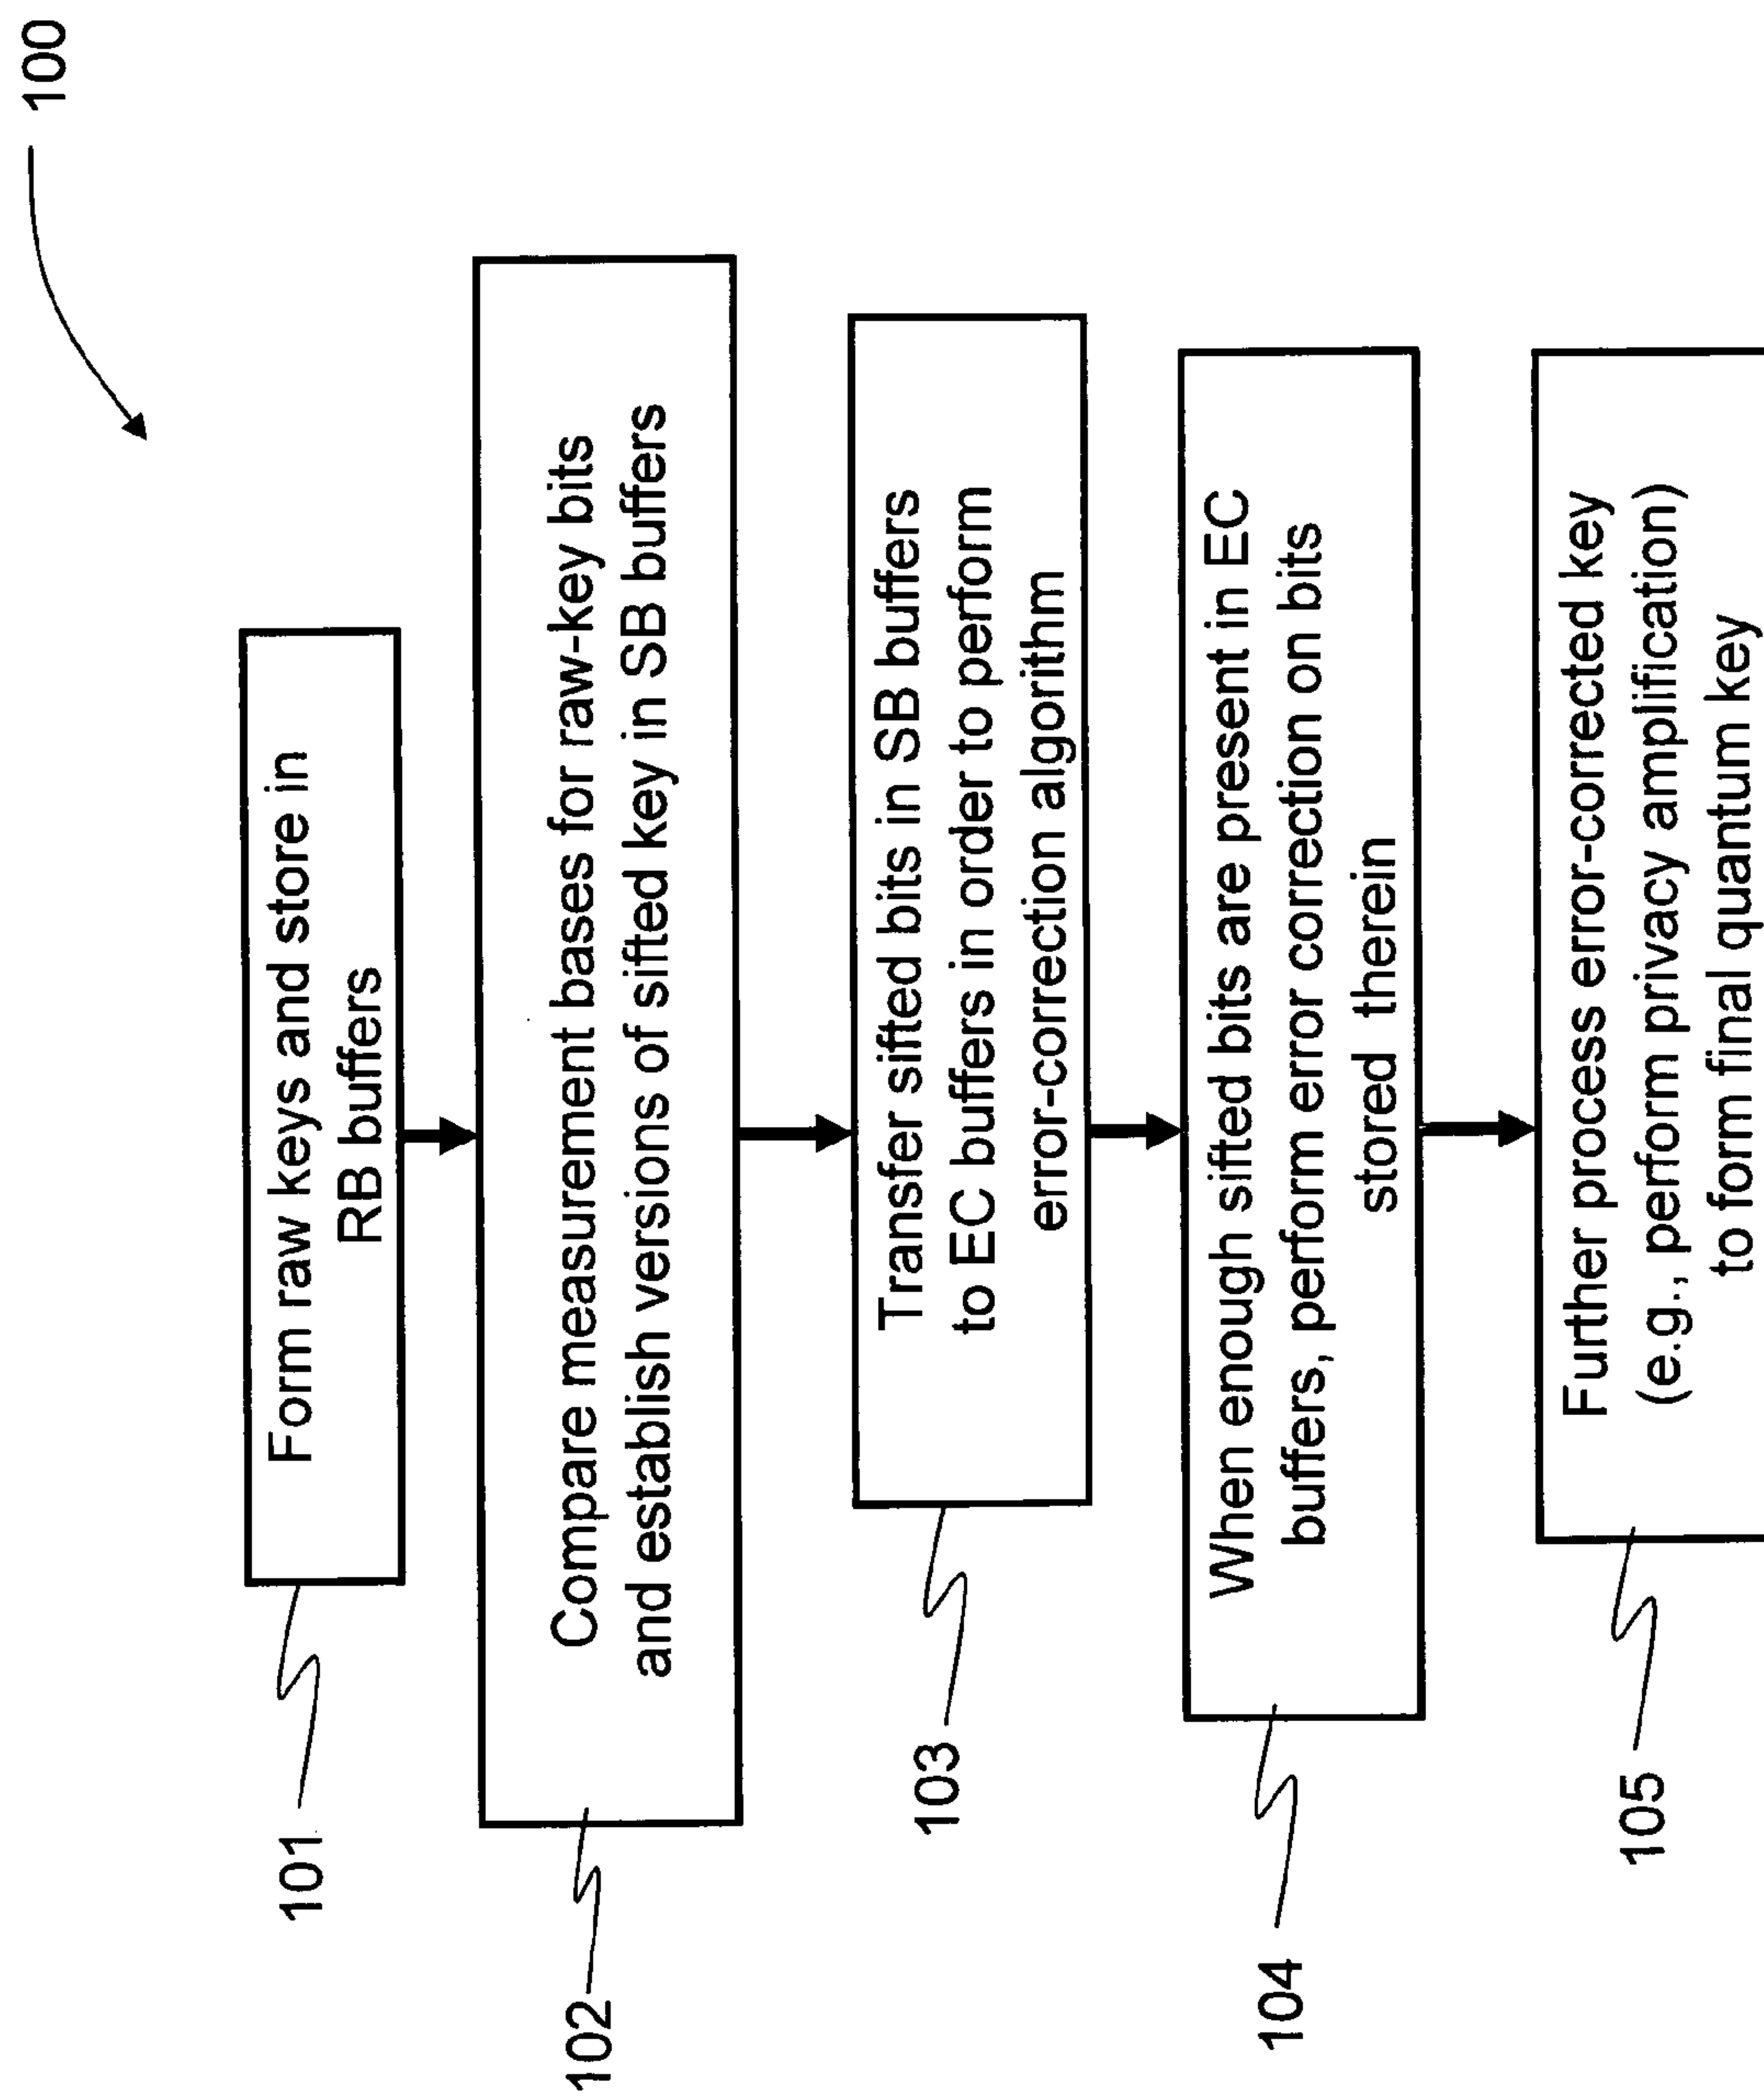 100
101
Form raw keys and store in
RB buffers
102
Compare measurement bases for raw-key bits
and establish versions of sifted key in SB buffers
103
Transfer sifted bits in SB buffers
to EC buffers in order to perform
error-correction algorithm
104
When enough sifted bits are present in EC
buffers, perform error correction on bits
stored therein
105
Further process error-corrected key
(e.g., perform privacy amplification)
to form final quantum key